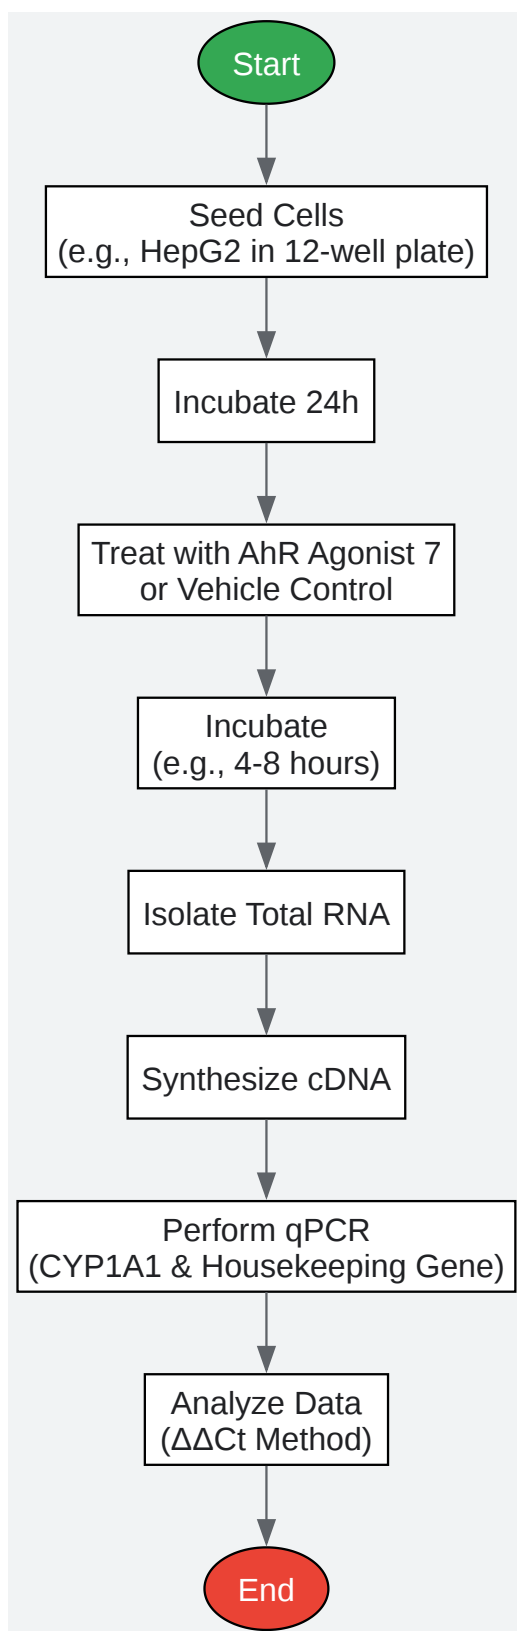 Start
Seed Cells
(e.g., HepG2 in 12-well plate)
Incubate 24h
Treat with AhR Agonist 7
or Vehicle Control
Incubate
(e.g., 4-8 hours)
Isolate Total RNA
Synthesize cDNA
Perform qPCR
(CYP1A1 & Housekeeping Gene)
Analyze Data
(ΔΔCt Method)
End